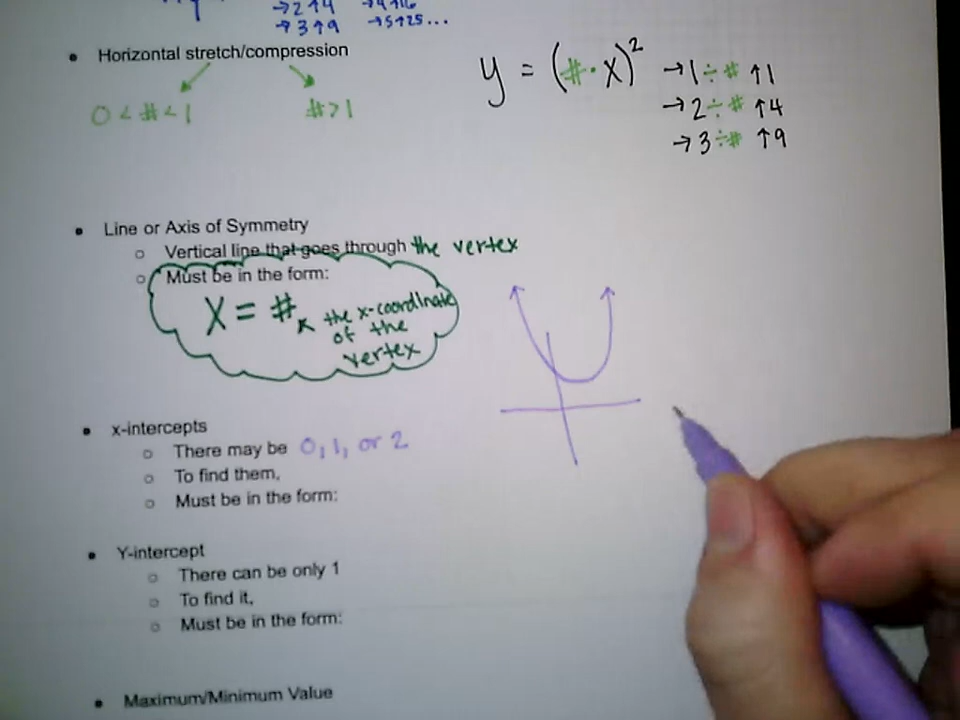 →2↑4 →4↑16
→3↑9 →5↑25...
• Horizontal stretch/compression
0 < # < 1 # > 1
y = (#·x)²
→1÷# ↑1
→2÷# ↑4
→3÷# ↑9
• Line or Axis of Symmetry
○ Vertical line that goes through the vertex
○ Must be in the form:
X = # the x-coordinate
of the
vertex
• x-intercepts
○ There may be 0, 1, or 2
○ To find them,
○ Must be in the form:
• Y-intercept
○ There can be only 1
○ To find it,
○ Must be in the form:
• Maximum/Minimum Value